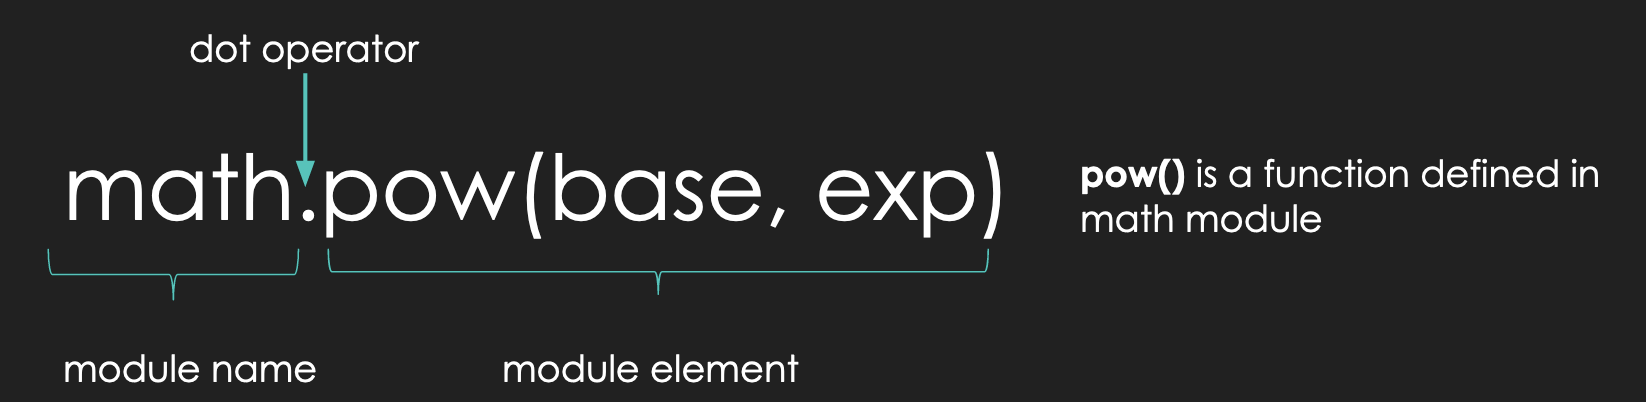 dot operator
math.pow(base, exp)
pow() is a function defined in
math module
module name
module element